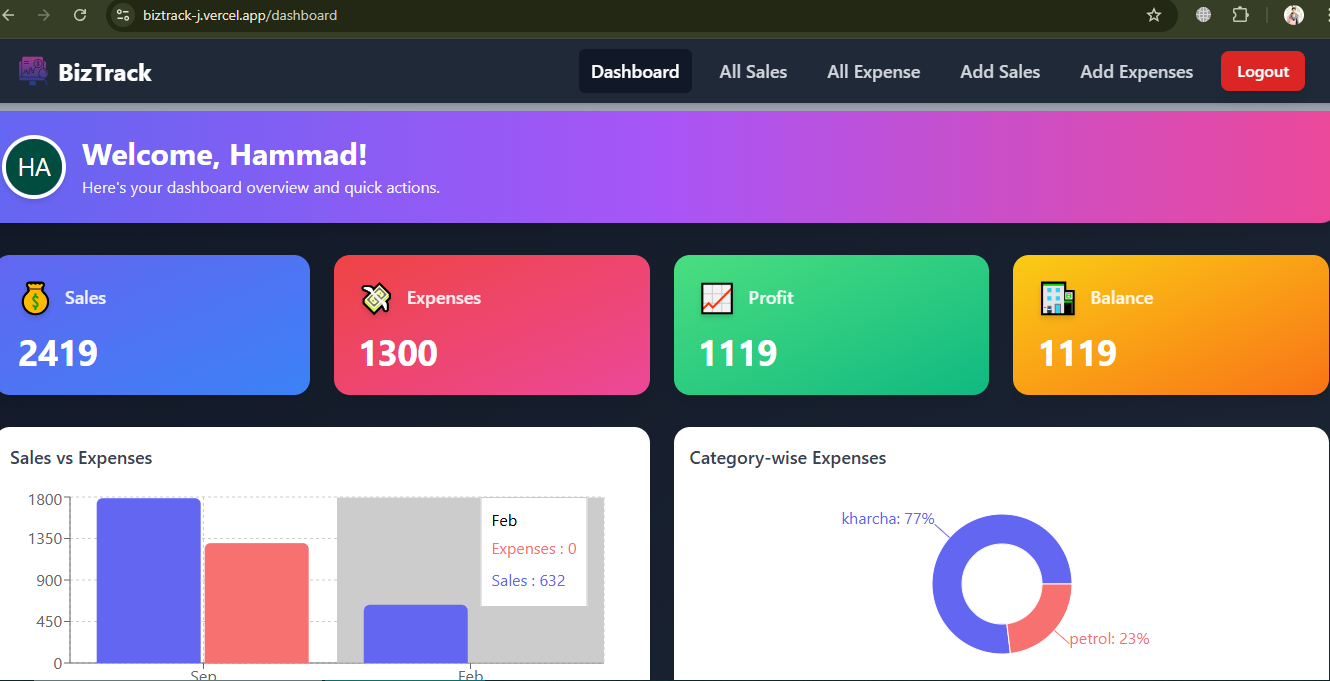 biztrack-j.vercel.app/dashboard
BizTrack
Dashboard
All Sales
All Expense
Add Sales
Add Expenses
Logout
HA
Welcome, Hammad!
Here's your dashboard overview and quick actions.
Sales
2419
Expenses
1300
Profit
1119
Balance
1119
Sales vs Expenses
1800
1350
900
450
0
Sep
Feb
Feb
Expenses : 0
Sales : 632
Category-wise Expenses
kharcha: 77%
petrol: 23%